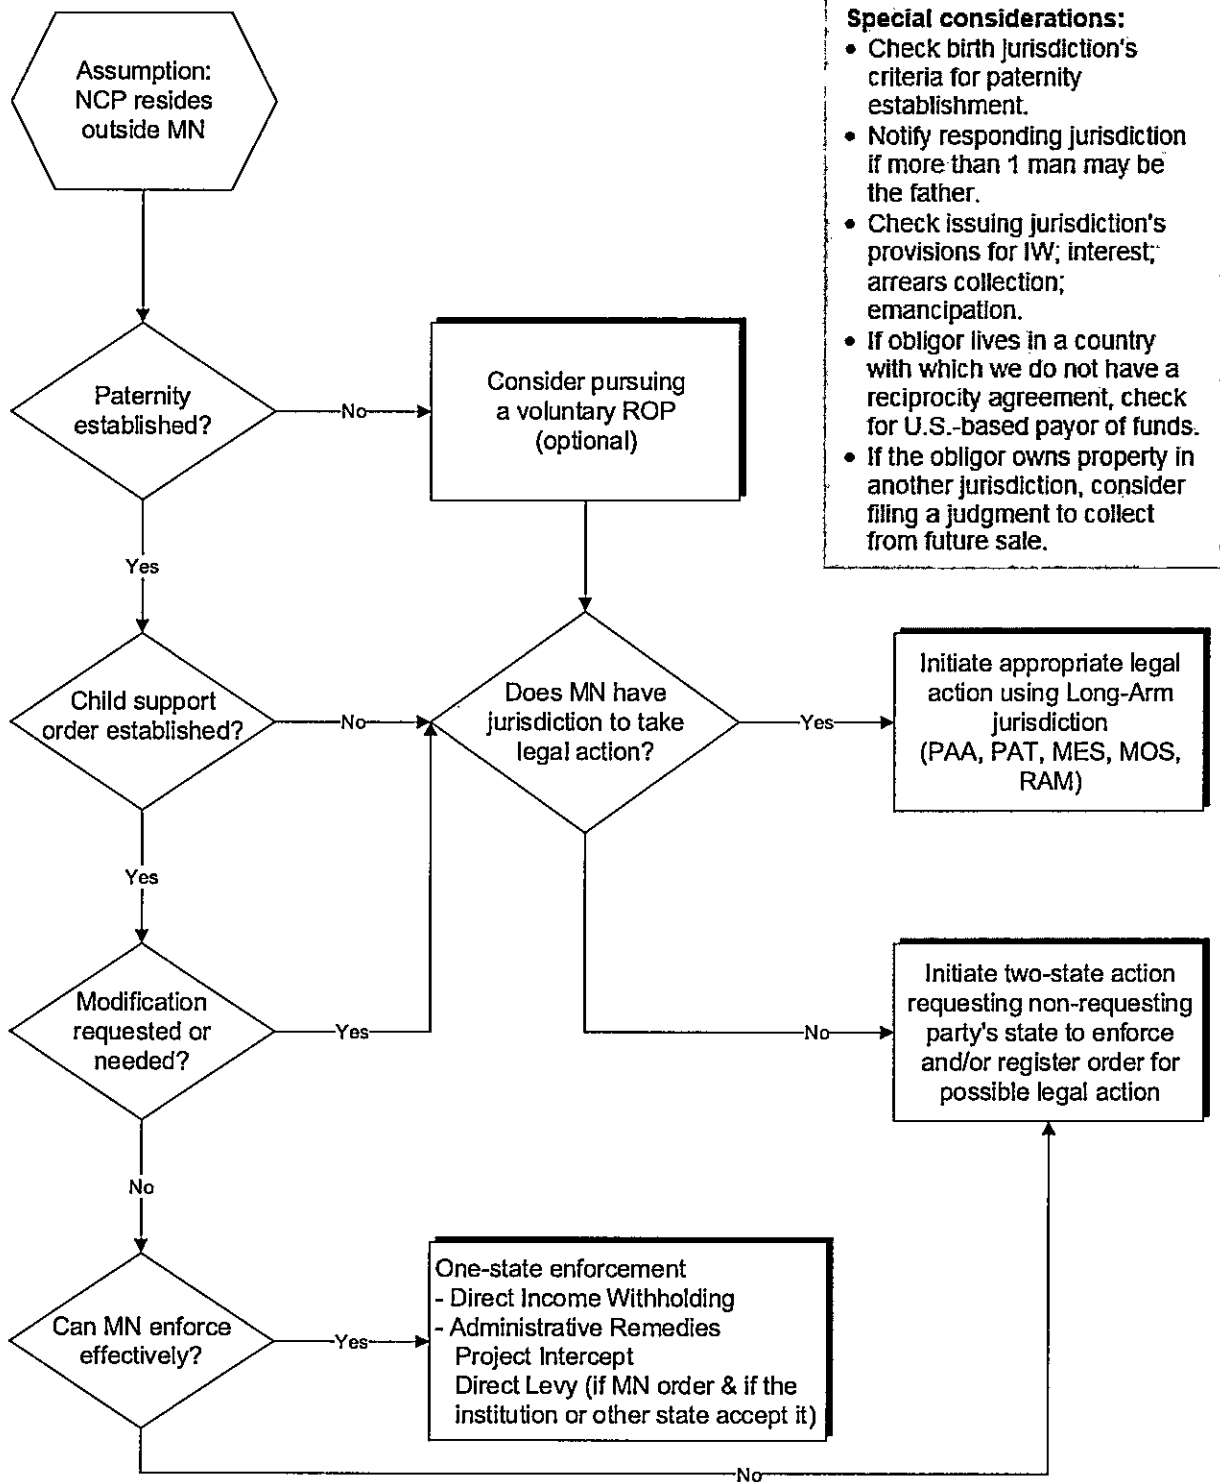 Assumption:
NCP resides
outside MN
Special considerations:
• Check birth jurisdiction's
criteria for paternity
establishment.
• Notify responding jurisdiction
if more than 1 man may be
the father.
• Check issuing jurisdiction's
provisions for IW; interest;
arrears collection;
emancipation.
• If obligor lives in a country
with which we do not have a
reciprocity agreement, check
for U.S.-based payor of funds.
• If the obligor owns property in
another jurisdiction, consider
filing a judgment to collect
from future sale.
Paternity
established?
No
Consider pursuing
a voluntary ROP
(optional)
Yes
Child support
order established?
No
Does MN have
jurisdiction to take
legal action?
Yes
Initiate appropriate legal
action using Long-Arm
jurisdiction
(PAA, PAT, MES, MOS,
RAM)
Yes
Modification
requested or
needed?
Yes
No
Initiate two-state action
requesting non-requesting
party's state to enforce
and/or register order for
possible legal action
No
Can MN enforce
effectively?
Yes
One-state enforcement
- Direct Income Withholding
- Administrative Remedies
Project Intercept
Direct Levy (if MN order & if the
institution or other state accept it)
No